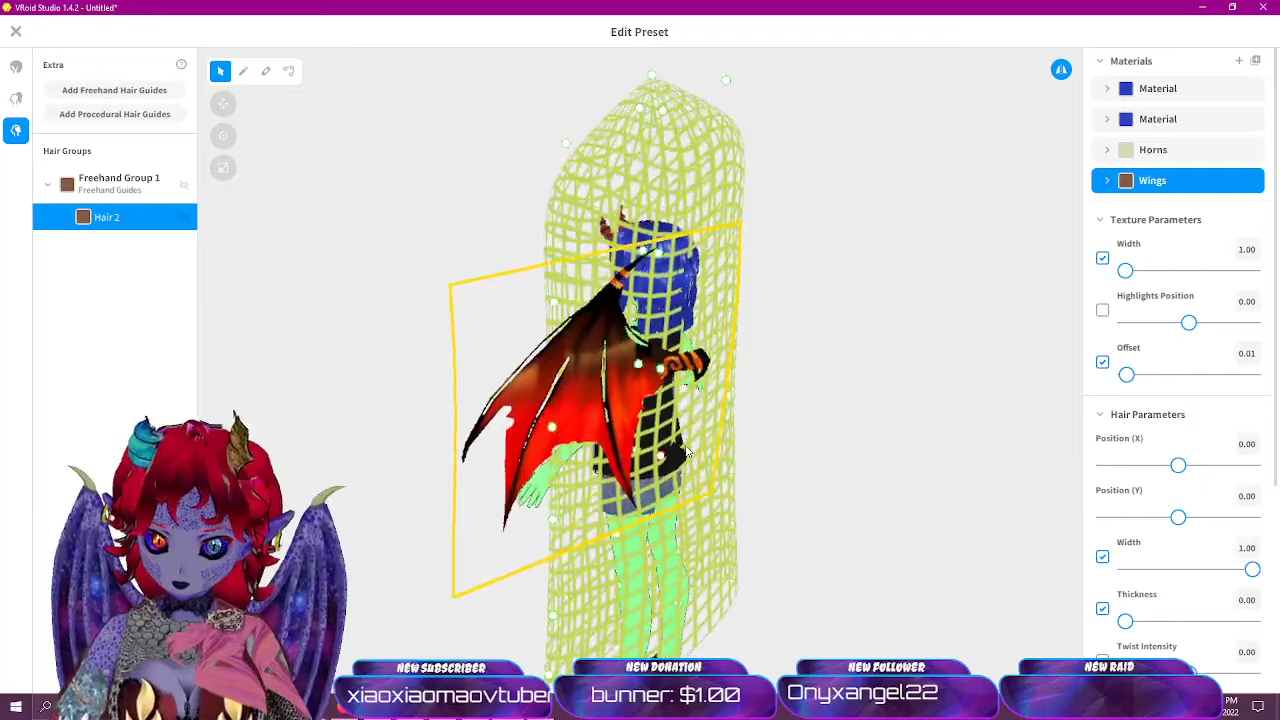 VRoid Studio 1.4.2 - Untitled*
Edit Preset
Extra
Add Freehand Hair Guides
Add Procedural Hair Guides
Hair Groups
Freehand Group 1
Freehand Guides
Hair 2
Materials
Material
Material
Horns
Wings
Texture Parameters
Width
1.00
Highlights Position
0.00
Offset
0.01
Hair Parameters
Position (X)
0.00
Position (Y)
0.00
Width
1.00
Thickness
0.00
Twist Intensity
0.00
NEW SUBSCRIBER
xiaoxiaomaovtuber
NEW DONATION
bunner: $1.00
NEW FOLLOWER
Onyxangel22
NEW RAID
PM